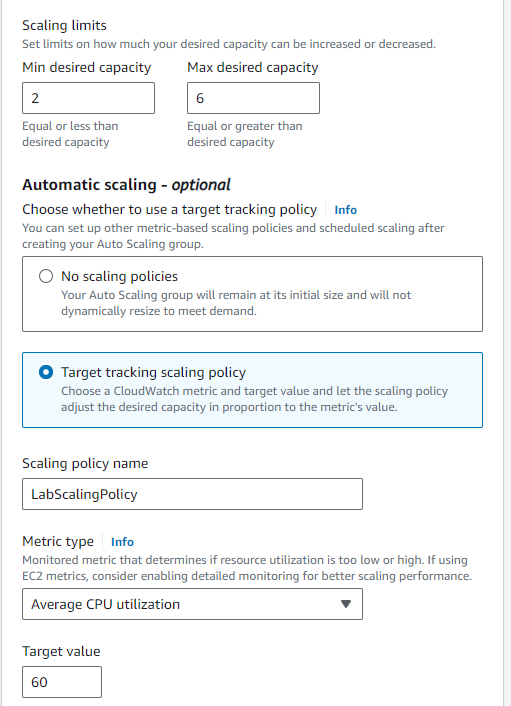 Scaling limits
Set limits on how much your desired capacity can be increased or decreased.
Min desired capacity
Max desired capacity
2
6
Equal or less than
desired capacity
Equal or greater than
desired capacity
Automatic scaling - optional
Choose whether to use a target tracking policy Info
You can set up other metric-based scaling policies and scheduled scaling after
creating your Auto Scaling group.
No scaling policies
Your Auto Scaling group will remain at its initial size and will not
dynamically resize to meet demand.
Target tracking scaling policy
Choose a CloudWatch metric and target value and let the scaling policy
adjust the desired capacity in proportion to the metric's value.
Scaling policy name
LabScalingPolicy
Metric type Info
Monitored metric that determines if resource utilization is too low or high. If using
EC2 metrics, consider enabling detailed monitoring for better scaling performance.
Average CPU utilization
Target value
60